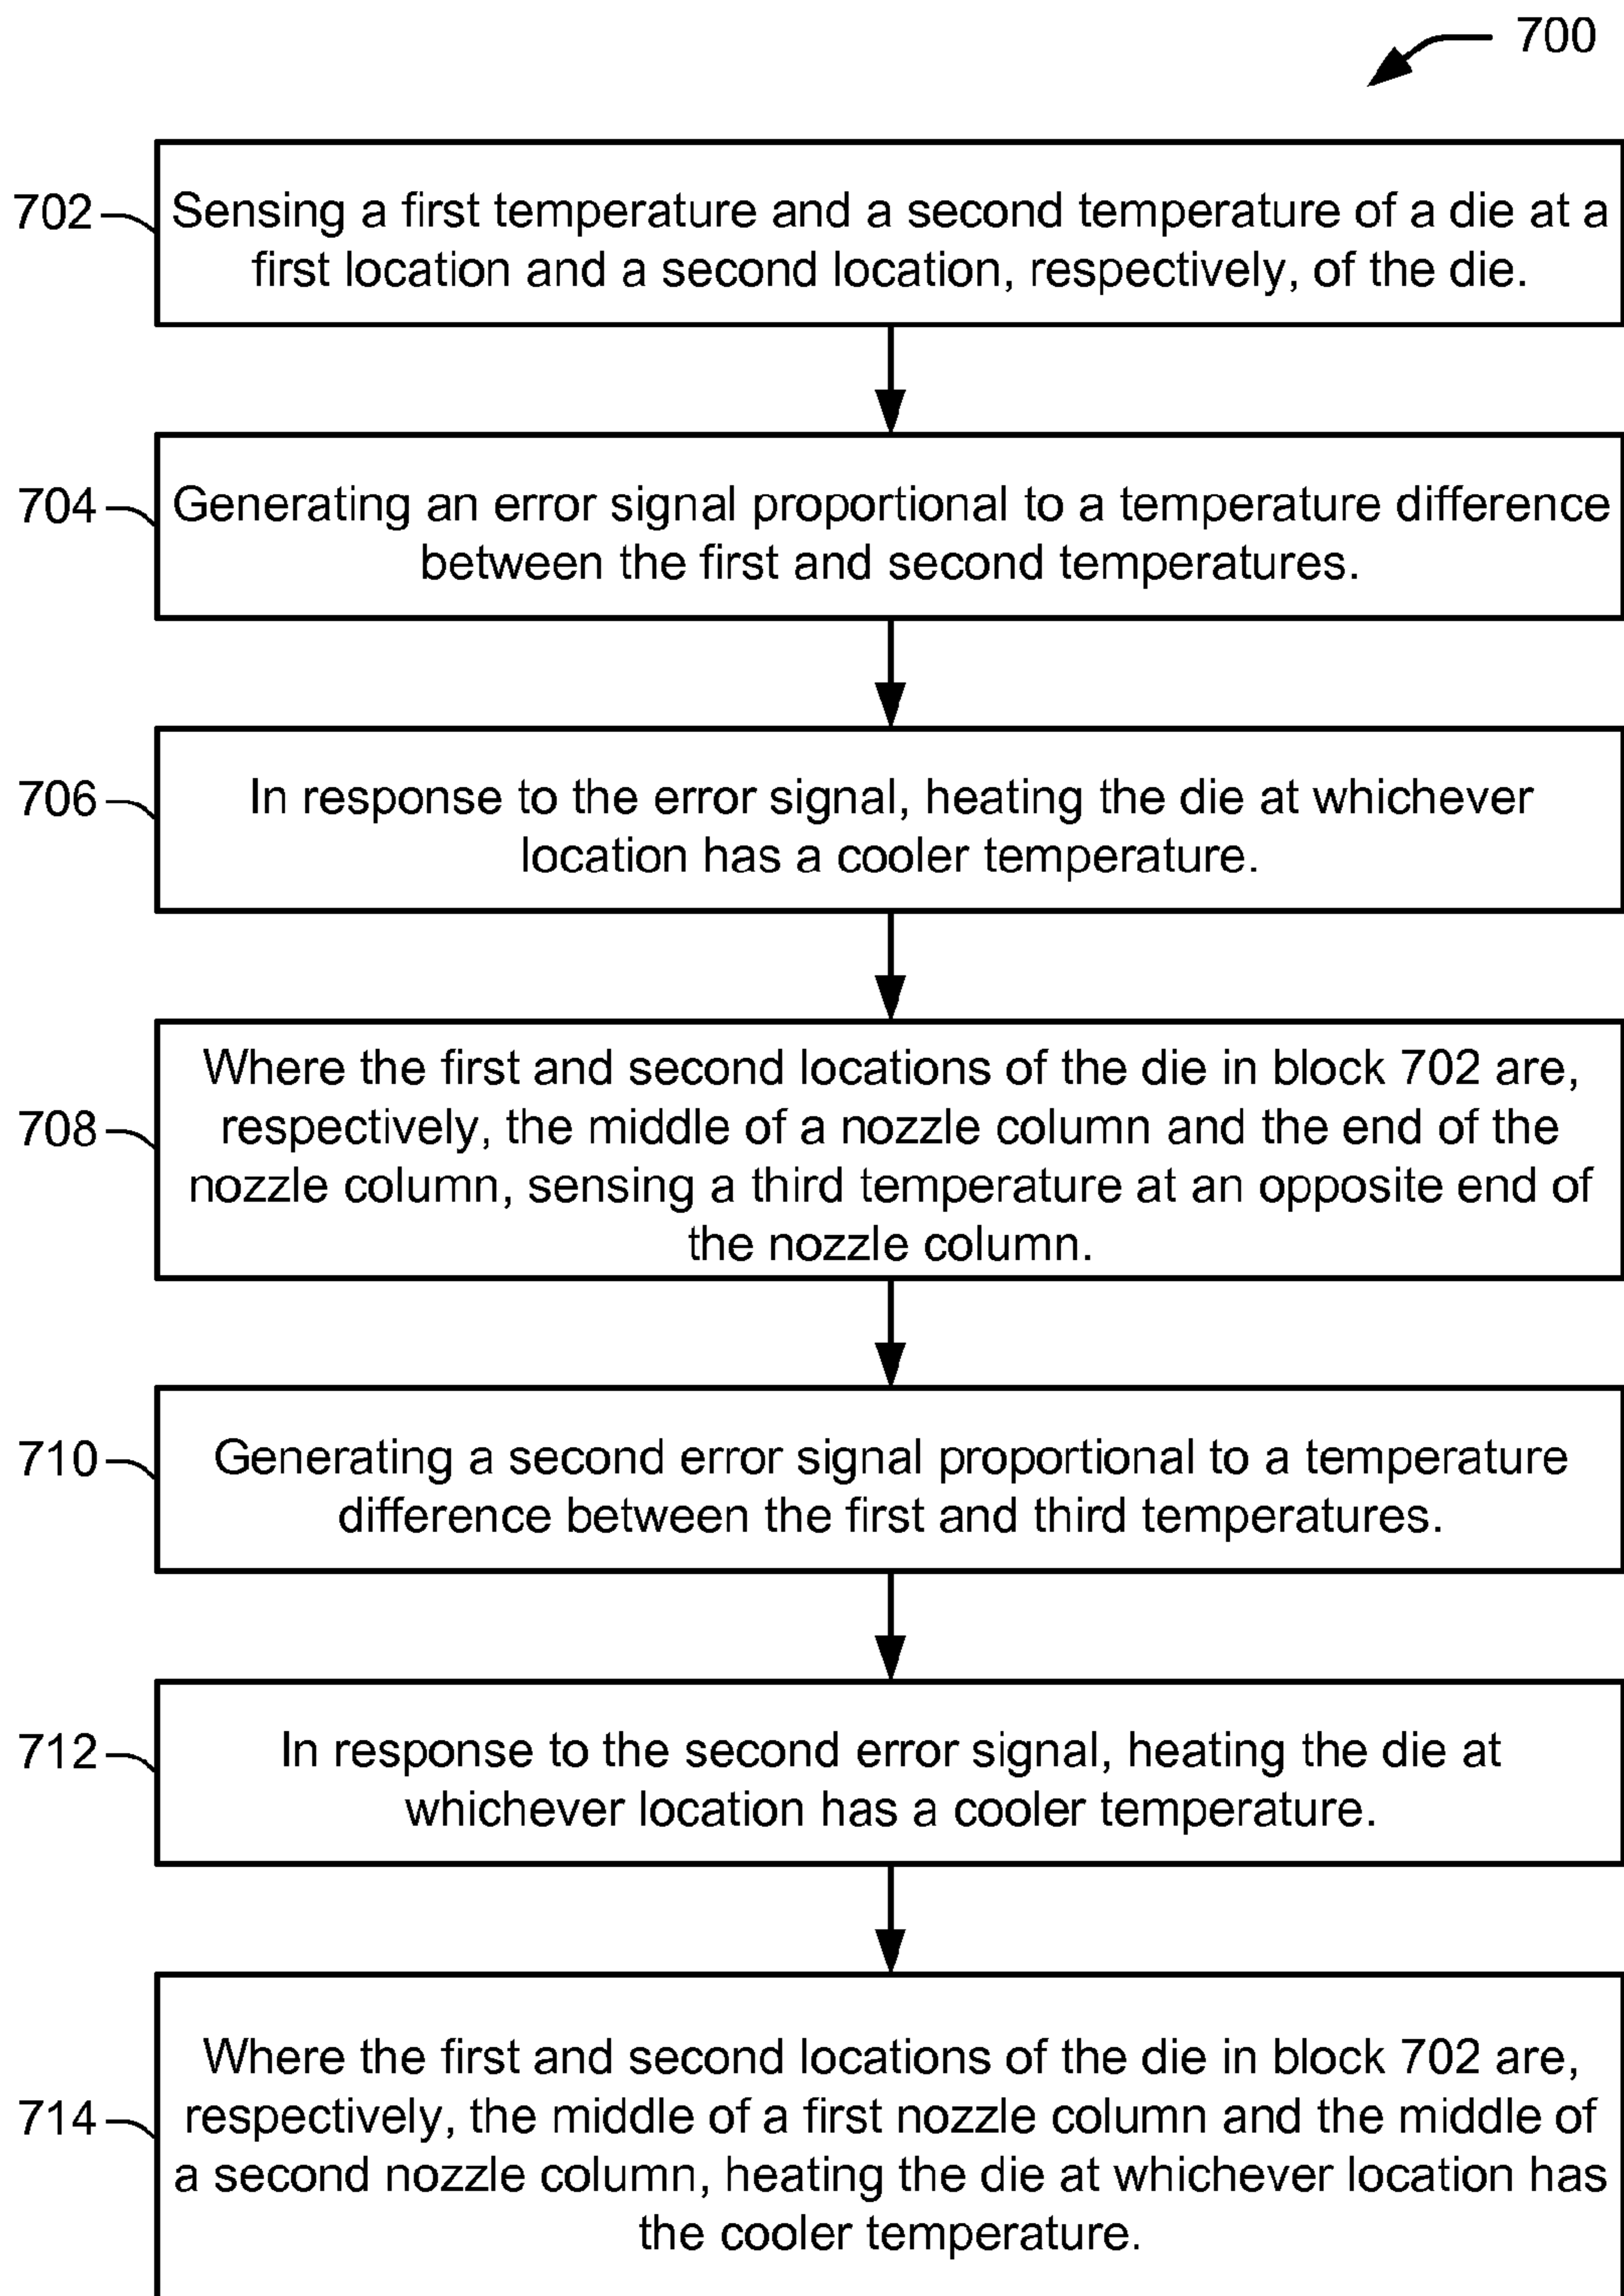 700
702
Sensing a first temperature and a second temperature of a die at a
first location and a second location, respectively, of the die.
704
Generating an error signal proportional to a temperature difference
between the first and second temperatures.
706
In response to the error signal, heating the die at whichever
location has a cooler temperature.
708
Where the first and second locations of the die in block 702 are,
respectively, the middle of a nozzle column and the end of the
nozzle column, sensing a third temperature at an opposite end of
the nozzle column.
710
Generating a second error signal proportional to a temperature
difference between the first and third temperatures.
712
In response to the second error signal, heating the die at
whichever location has a cooler temperature.
714
Where the first and second locations of the die in block 702 are,
respectively, the middle of a first nozzle column and the middle of
a second nozzle column, heating the die at whichever location has
the cooler temperature.